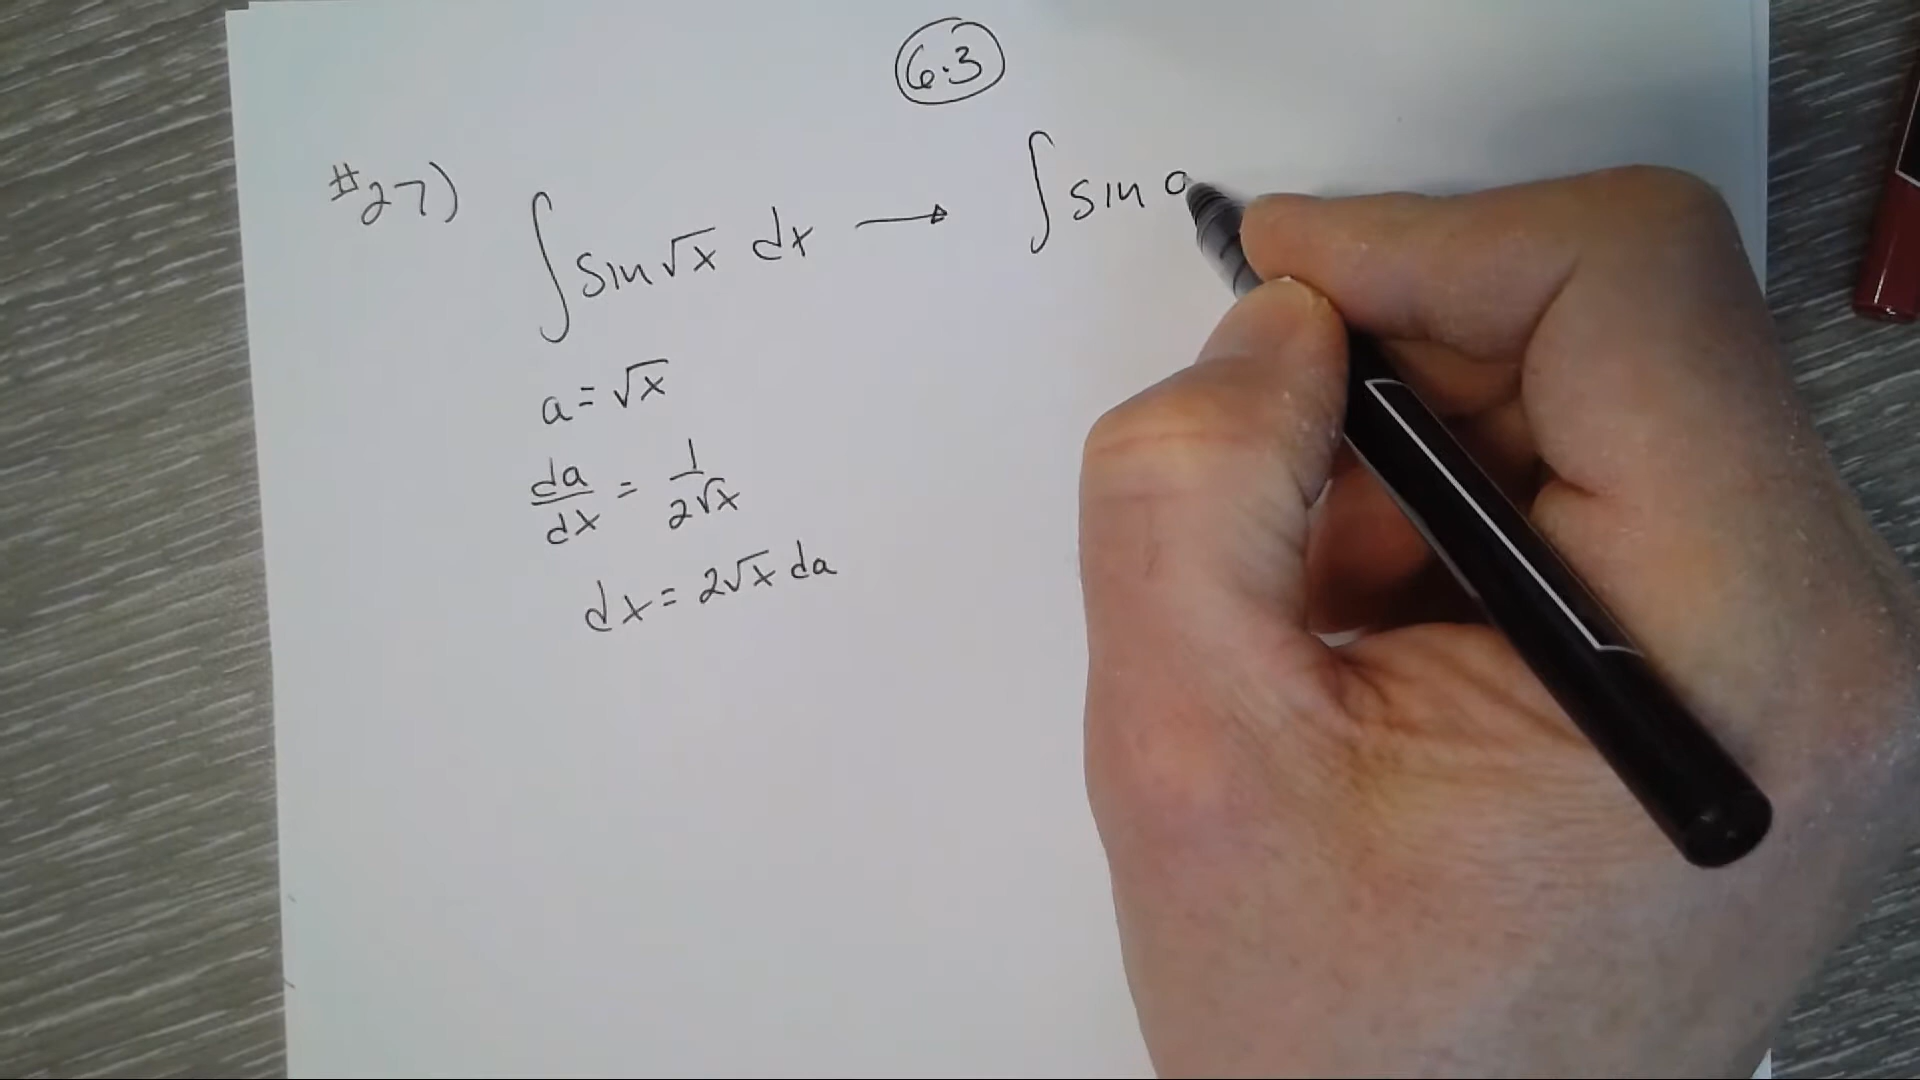 6.3
#27) ∫ sin √x dx → ∫ sin a
a = √x
da/dx = 1/(2√x)
dx = 2√x da